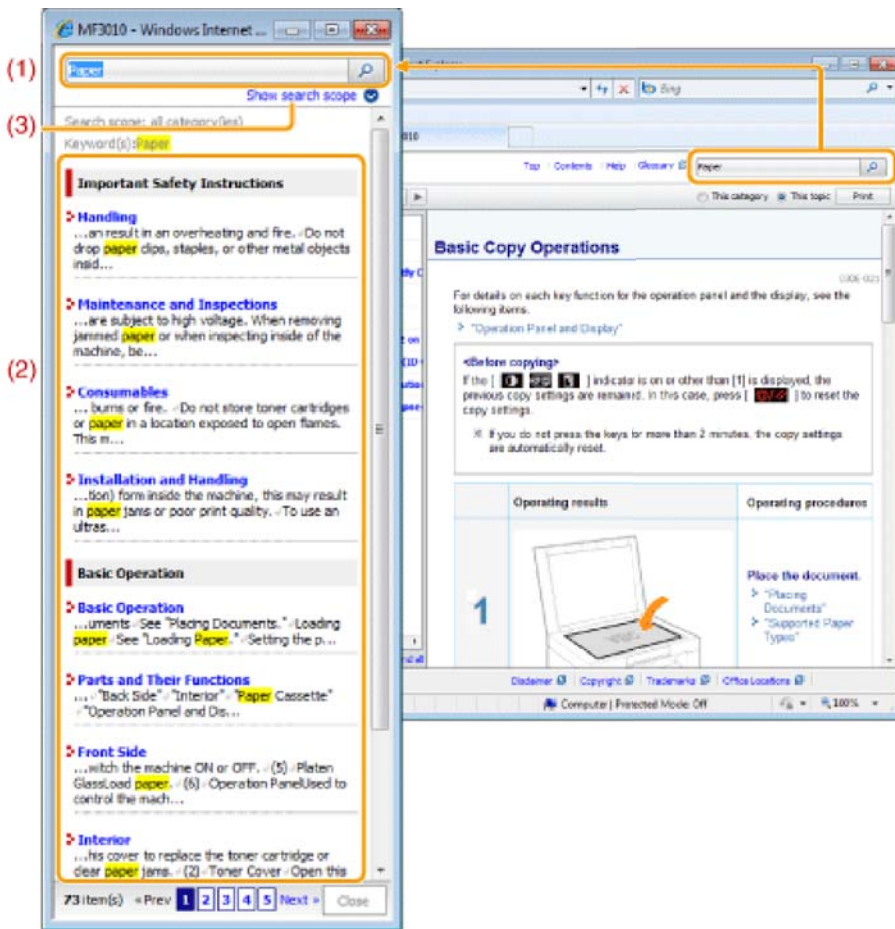 MF3010 - Windows Internet ...
(1)
Paper
Show search scope
(3)
Search scope: all category(ies)
Keyword(s):Paper
(2)
Important Safety Instructions
Handling
...an result in an overheating and fire. Do not
drop paper clips, staples, or other metal objects
insid...
Maintenance and Inspections
...are subject to high voltage. When removing
jammed paper or when inspecting inside of the
machine, be...
Consumables
... burns or fire. Do not store toner cartridges
or paper in a location exposed to open flames.
This m...
Installation and Handling
...tion) form inside the machine, this may result
in paper jams or poor print quality. To use an
ultras...
Basic Operation
Basic Operation
...uments See "Placing Documents." Loading
paper See "Loading Paper." Setting the p...
Parts and Their Functions
... "Back Side" "Interior" "Paper Cassette"
"Operation Panel and Dis...
Front Side
...witch the machine ON or OFF. (5) Platen
GlassLoad paper. (6) Operation PanelUsed to
control the mach...
Interior
...his cover to replace the toner cartridge or
clear paper jams. (2) Toner Cover Open this
73 item(s) «Prev 1 2 3 4 5 Next » Close
Bing
010
Top Contents Help Glossary Paper
This category This topic Print
Basic Copy Operations
For details on each key function for the operation panel and the display, see the
following items.
"Operation Panel and Display"
<Before copying>
If the [ ] indicator is on or other than [1] is displayed, the
previous copy settings are remained. In this case, press [ ] to reset the
copy settings.
If you do not press the keys for more than 2 minutes, the copy settings
are automatically reset.
Operating results Operating procedures
1
Place the document.
"Placing
Documents"
"Supported Paper
Types"
Disclaimer Copyright Trademarks Office Locations
Computer | Protected Mode: Off 100%